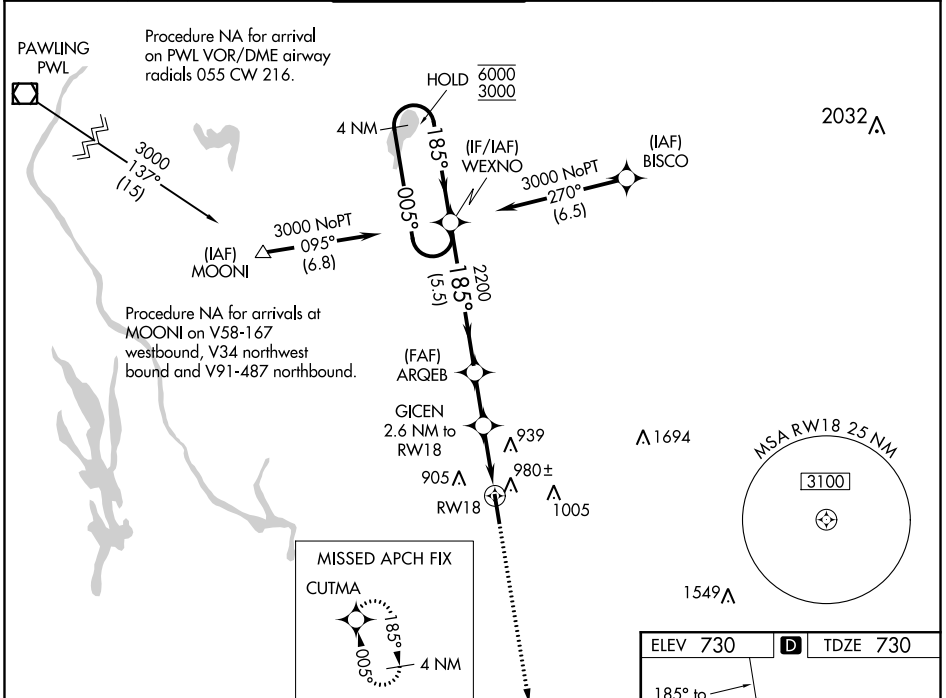 Procedure NA for arrival
on PWL VOR/DME airway
radials 055 CW 216.
PAWLING
PWL
HOLD 6000
3000
4 NM
185°
005°
(IF/IAF)
WEXNO
(IAF)
BISCO
2032
3000 NoPT
270°
(6.5)
3000
137°
(15)
3000 NoPT
095°
(6.8)
(IAF)
MOONI
2200
185°
(5.5)
Procedure NA for arrivals at
MOONI on V58-167
westbound, V34 northwest
bound and V91-487 northbound.
(FAF)
ARQEB
GICEN
2.6 NM to
RW18
939
1694
905
980±
RW18
1005
MSA RW18 25 NM
3100
1549
MISSED APCH FIX
CUTMA
185°
005°
4 NM
ELEV 730 D TDZE 730
185° to